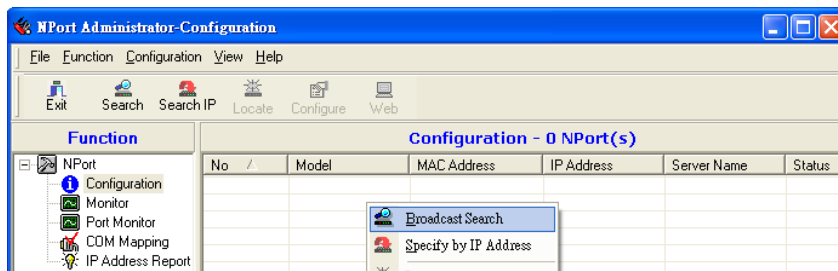 NPort Administrator-Configuration
File Function Configuration View Help
Exit Search Search IP Locate Configure Web
Function
Configuration - 0 NPort(s)
NPort
Configuration
Monitor
Port Monitor
COM Mapping
IP Address Report
No Model MAC Address IP Address Server Name Status
Broadcast Search
Specify by IP Address